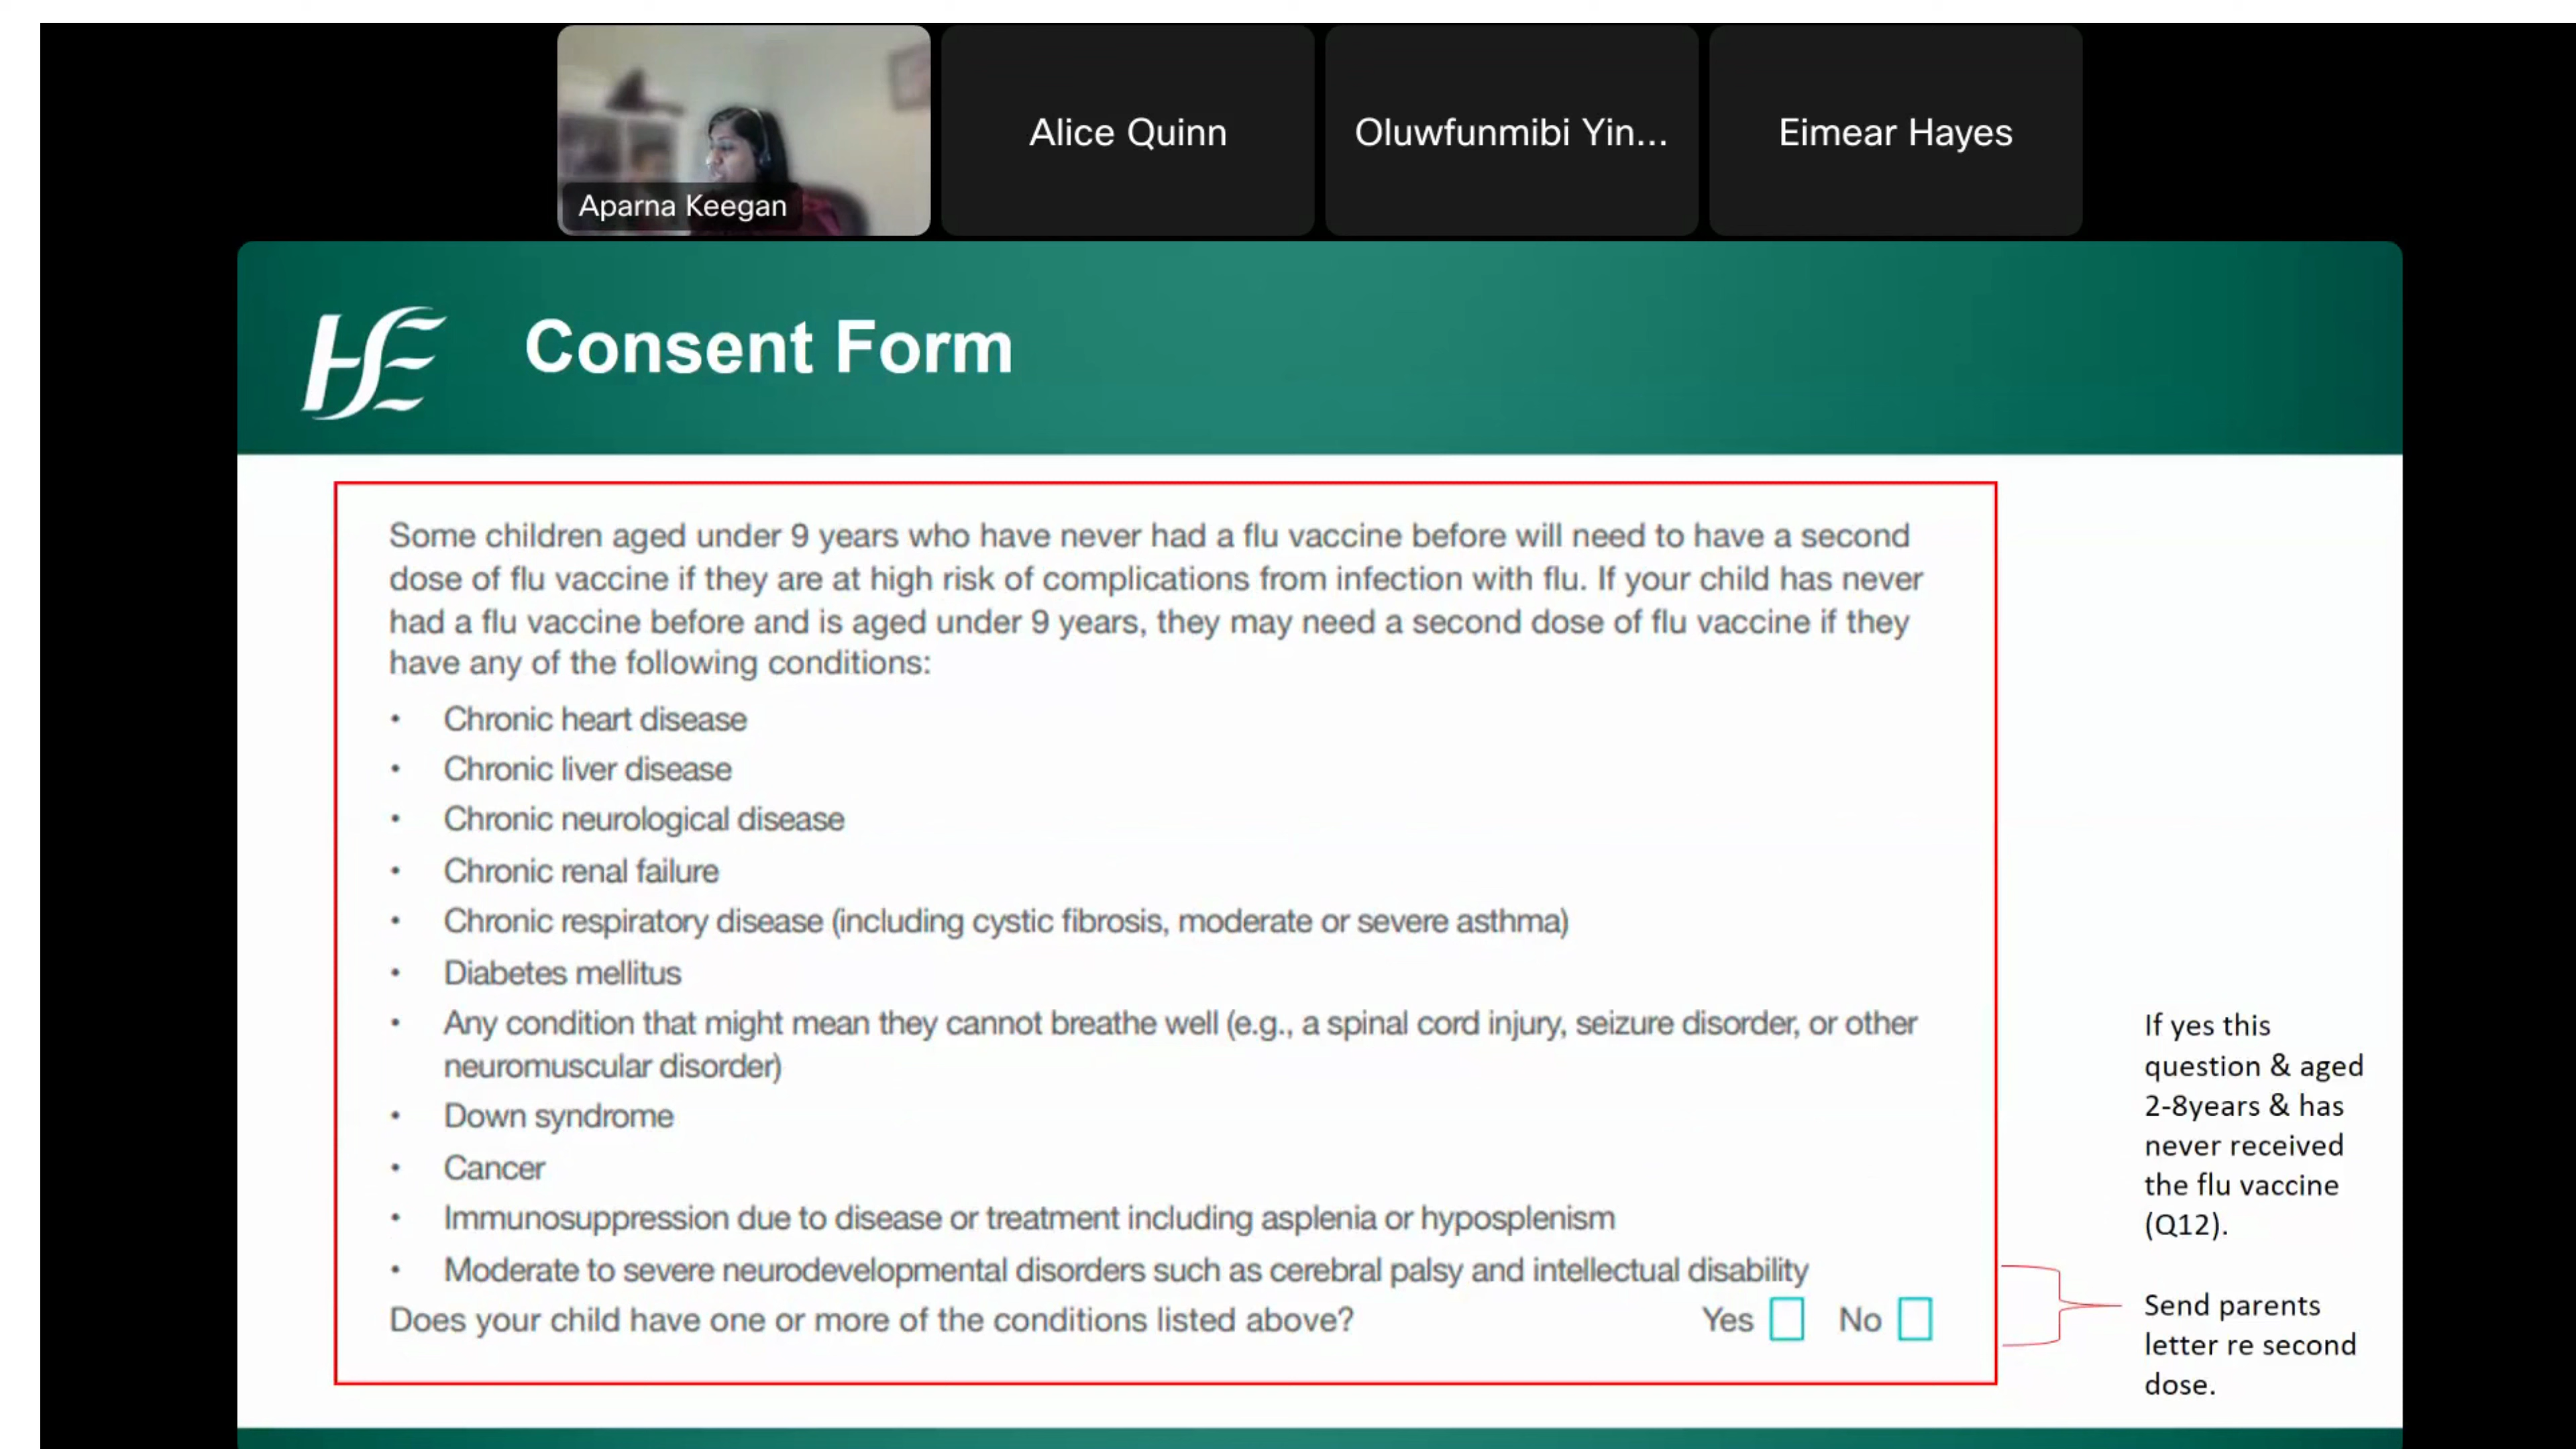 Aparna Keegan
Alice Quinn
Oluwfunmibi Yin...
Eimear Hayes
HSE
Consent Form
Some children aged under 9 years who have never had a flu vaccine before will need to have a second
dose of flu vaccine if they are at high risk of complications from infection with flu. If your child has never
had a flu vaccine before and is aged under 9 years, they may need a second dose of flu vaccine if they
have any of the following conditions:
• Chronic heart disease
• Chronic liver disease
• Chronic neurological disease
• Chronic renal failure
• Chronic respiratory disease (including cystic fibrosis, moderate or severe asthma)
• Diabetes mellitus
• Any condition that might mean they cannot breathe well (e.g., a spinal cord injury, seizure disorder, or other
neuromuscular disorder)
• Down syndrome
• Cancer
• Immunosuppression due to disease or treatment including asplenia or hyposplenism
• Moderate to severe neurodevelopmental disorders such as cerebral palsy and intellectual disability
Does your child have one or more of the conditions listed above? Yes No
If yes this
question & aged
2-8years & has
never received
the flu vaccine
(Q12).
Send parents
letter re second
dose.